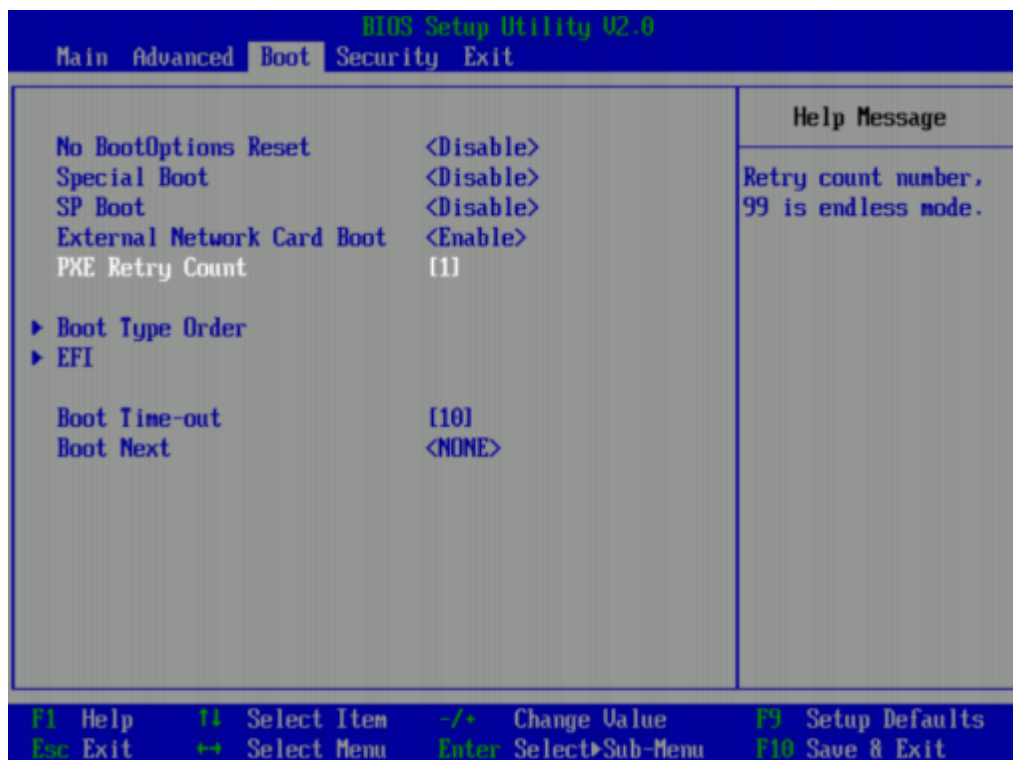 BIOS Setup Utility V2.0
Main Advanced Boot Security Exit
Help Message
No BootOptions Reset <Disable>
Special Boot <Disable>
SP Boot <Disable>
External Network Card Boot <Enable>
PXE Retry Count [1]
Retry count number,
99 is endless mode.
▶ Boot Type Order
▶ EFI
Boot Time-out [10]
Boot Next <NONE>
F1 Help ↑↓ Select Item -/+ Change Value F9 Setup Defaults
Esc Exit ←→ Select Menu Enter Select▶Sub-Menu F10 Save & Exit